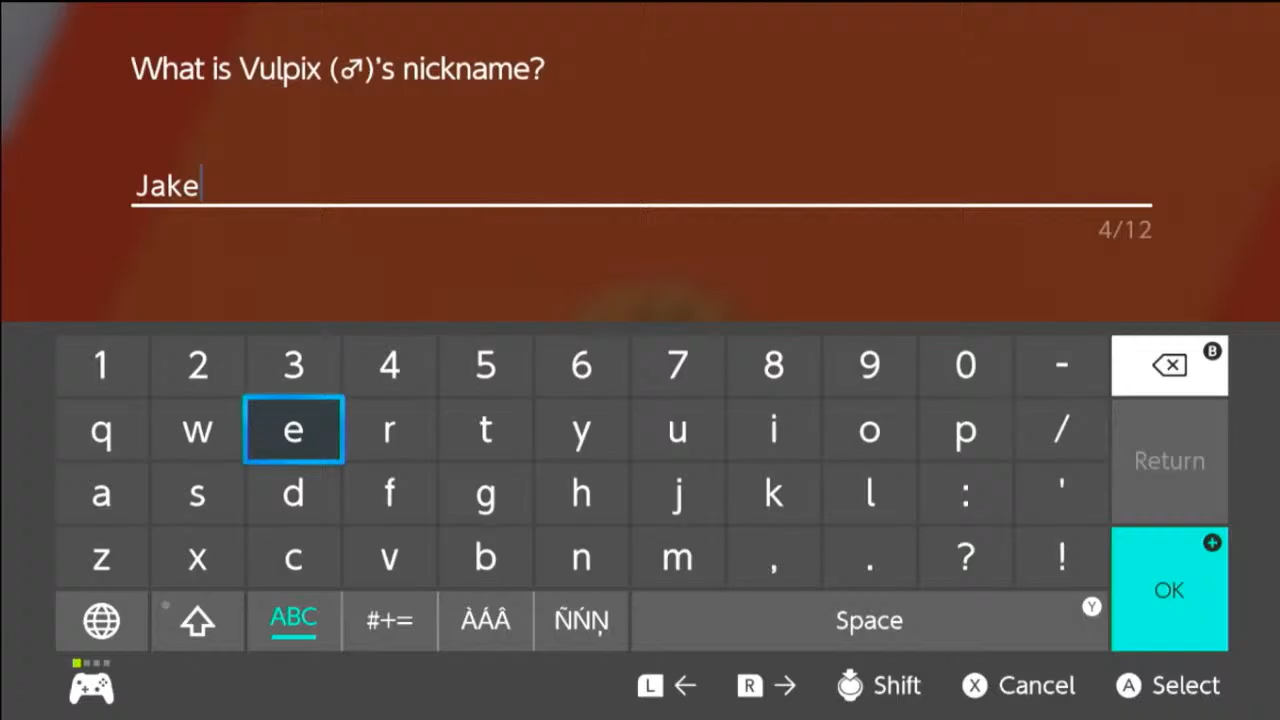 What is Vulpix (♂)'s nickname?
Jake
4/12
1 2 3 4 5 6 7 8 9 0 - B
q w e r t y u i o p /
Return
a s d f g h j k l : '
z x c v b n m , . ? ! +
OK
ABC #+= ÀÁÂ ÑŃŅ Space Y
L ← R → Shift X Cancel A Select